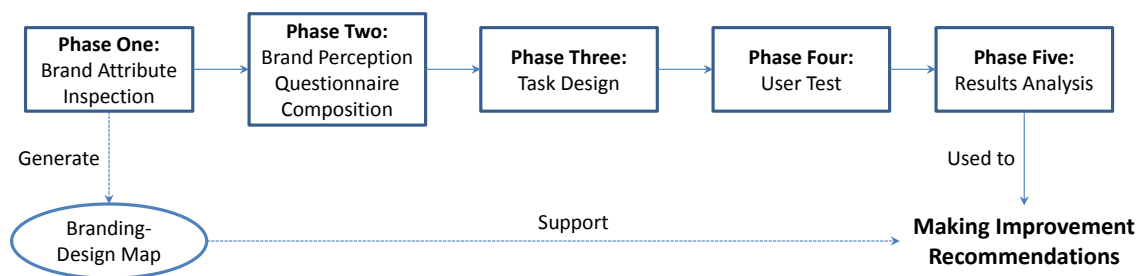 Phase One:
Brand Attribute
Inspection
Phase Two:
Brand Perception
Questionnaire
Composition
Phase Three:
Task Design
Phase Four:
User Test
Phase Five:
Results Analysis
Generate
Used to
Branding-
Design Map
Support
Making Improvement
Recommendations